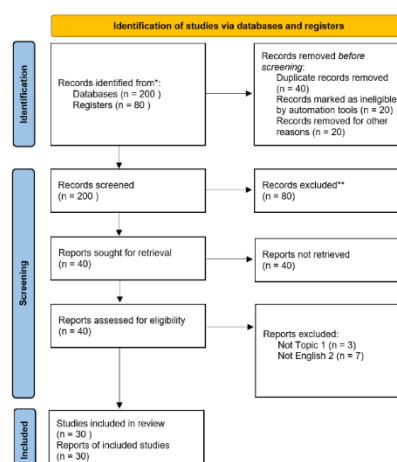 Identification of studies via databases and registers
Identification
Records identified from*:
Databases (n = 200 )
Registers (n = 80 )
Records removed before
screening:
Duplicate records removed
(n = 40)
Records marked as ineligible
by automation tools (n = 20)
Records removed for other
reasons (n = 20)
Screening
Records screened
(n = 200 )
Records excluded**
(n = 80)
Reports sought for retrieval
(n = 40)
Reports not retrieved
(n = 40)
Reports assessed for eligibility
(n = 40)
Reports excluded:
Not Topic 1 (n = 3)
Not English 2 (n = 7)
Included
Studies included in review
(n = 30 )
Reports of included studies
(n = 30)